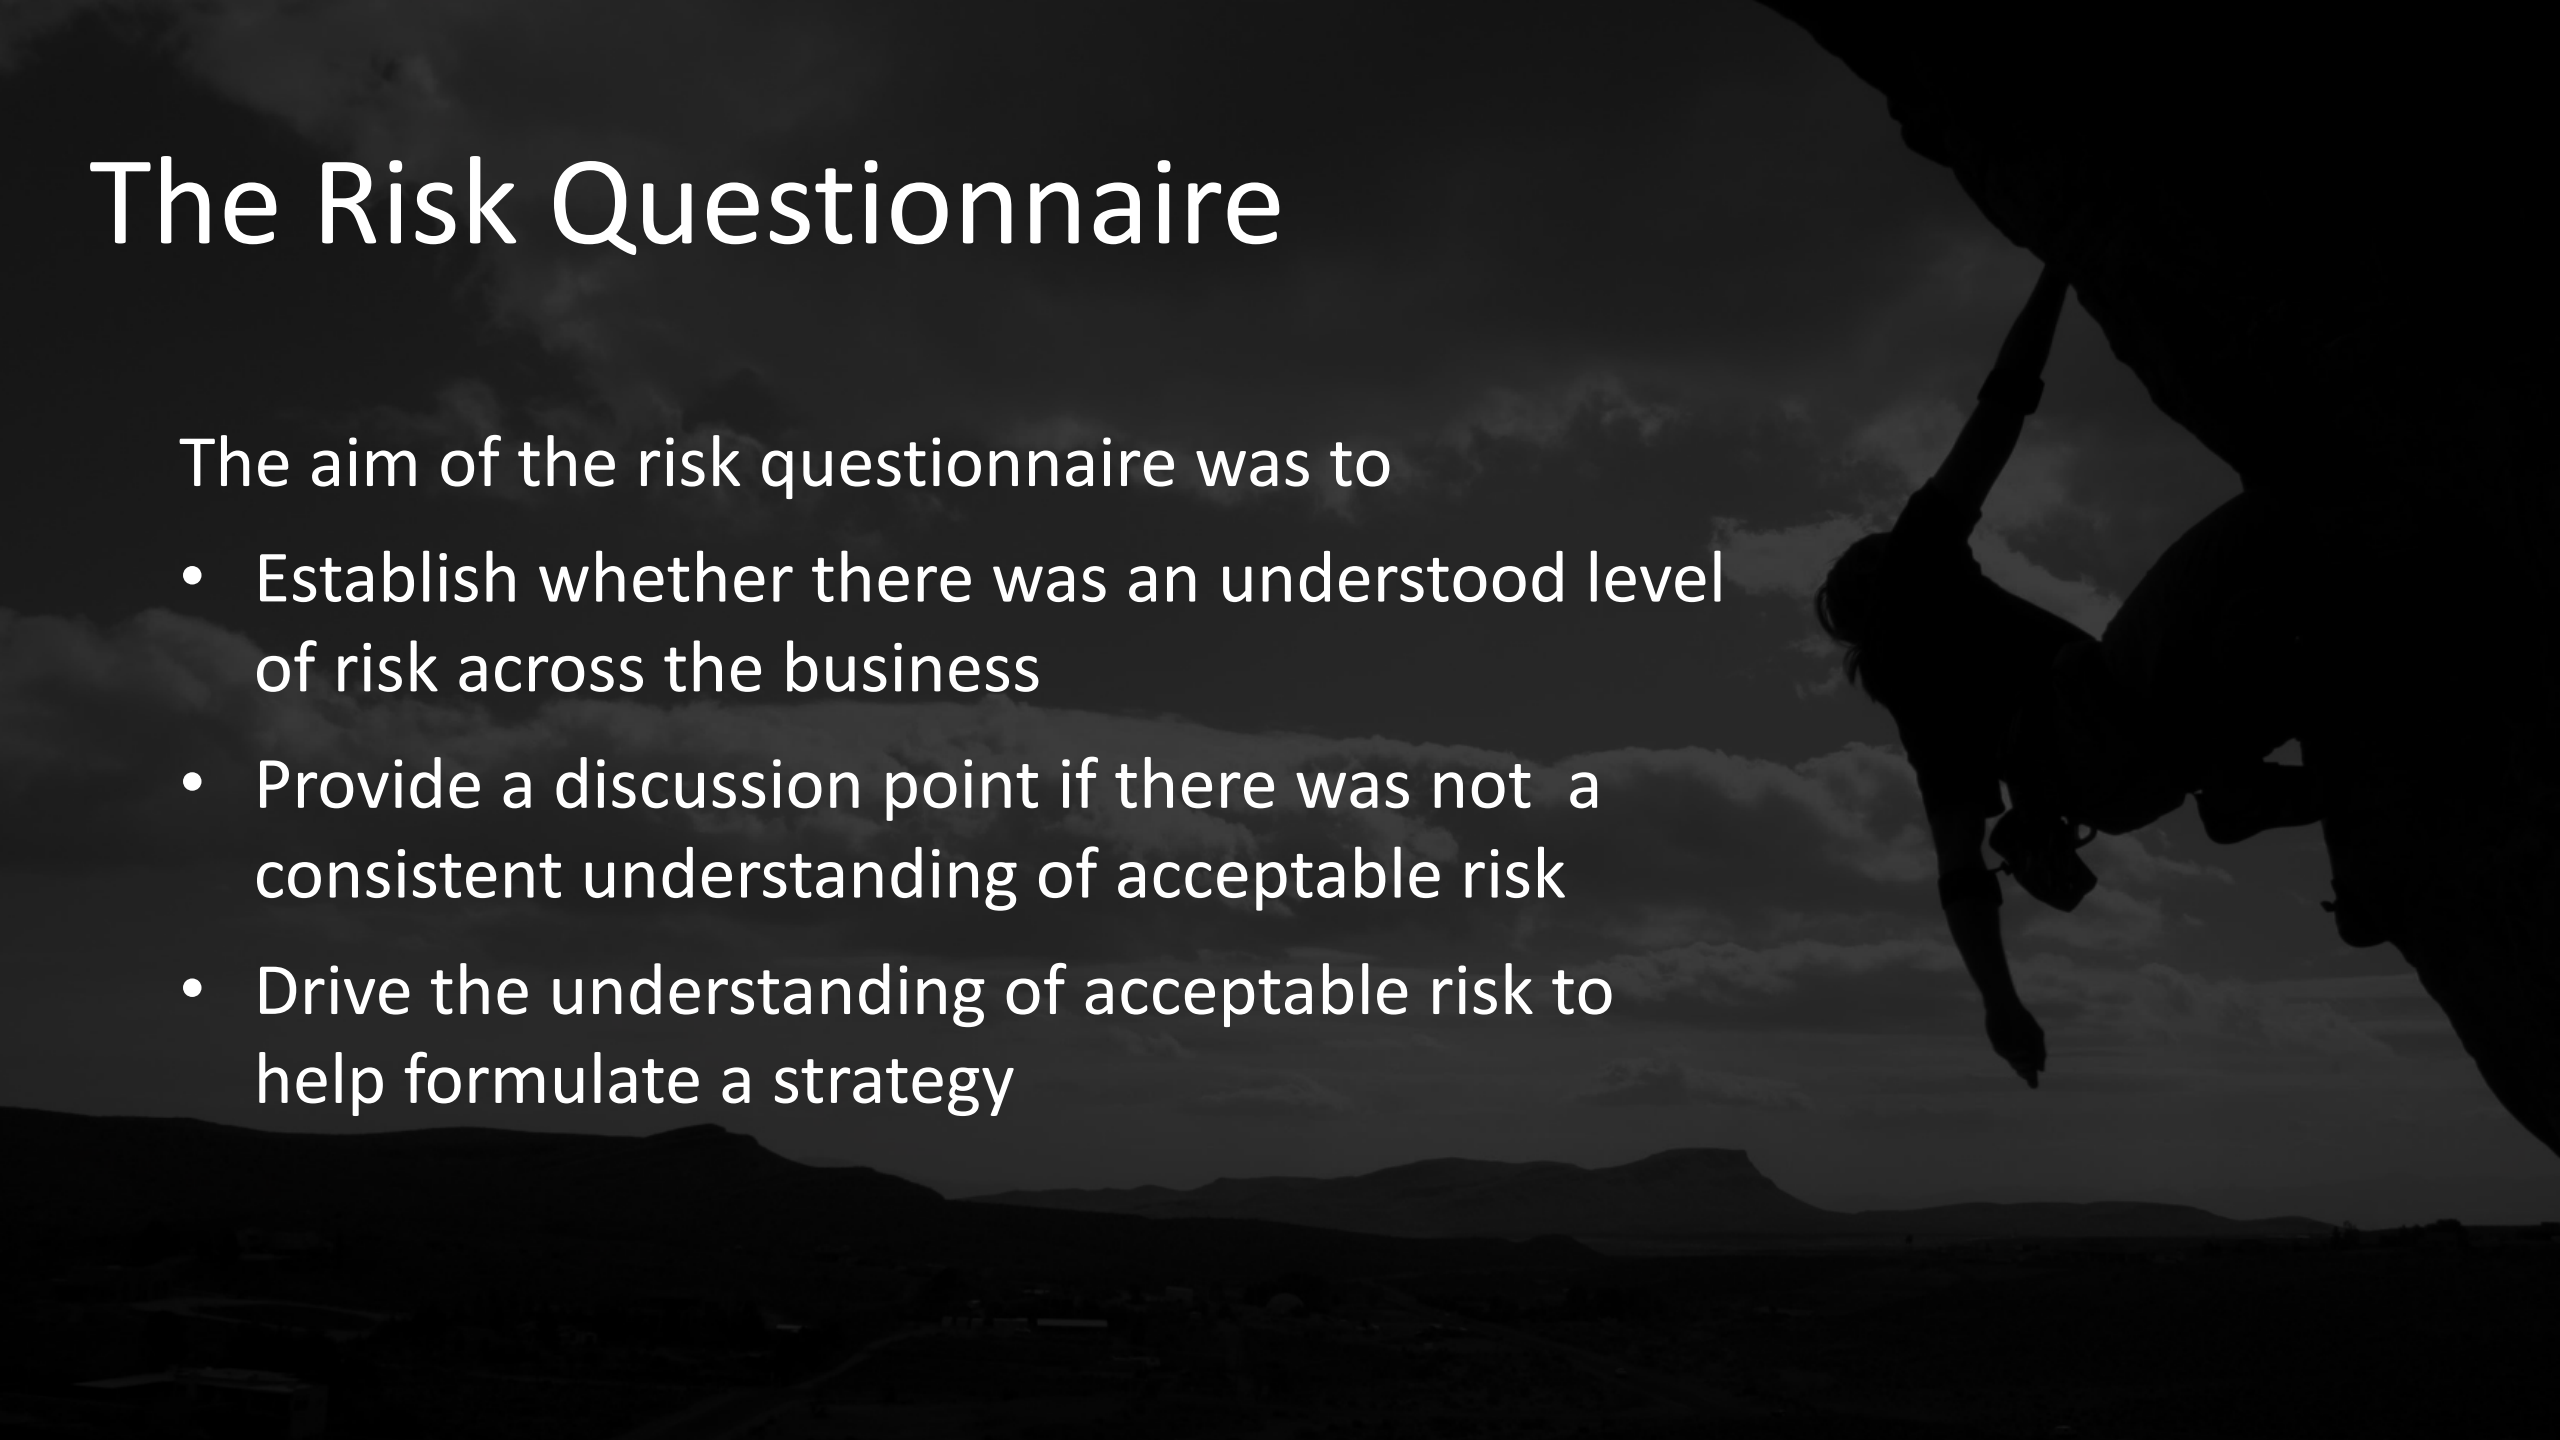 The Risk Questionnaire
The aim of the risk questionnaire was to
• Establish whether there was an understood level
of risk across the business
• Provide a discussion point if there was not  a
consistent understanding of acceptable risk
• Drive the understanding of acceptable risk to
help formulate a strategy